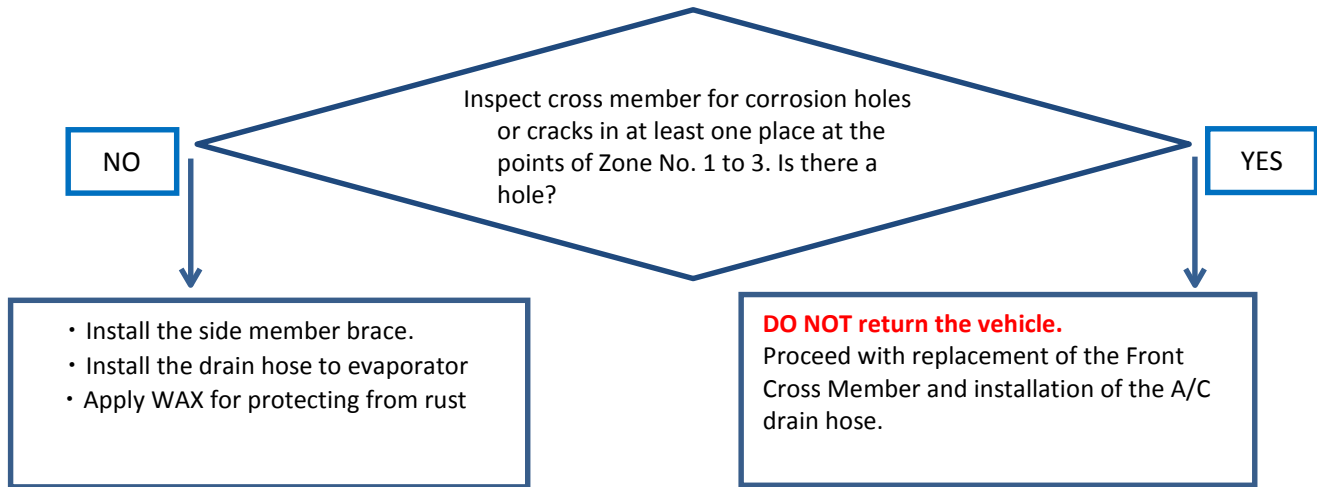 Inspect cross member for corrosion holes
or cracks in at least one place at the
points of Zone No. 1 to 3. Is there a
hole?
NO
YES
・Install the side member brace.
・Install the drain hose to evaporator
・Apply WAX for protecting from rust
DO NOT return the vehicle.
Proceed with replacement of the Front
Cross Member and installation of the A/C
drain hose.